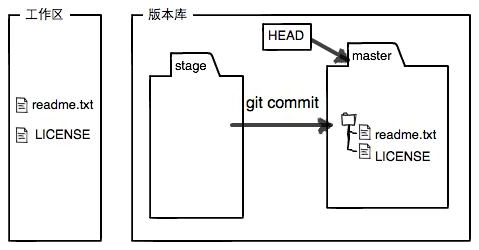 工作区
readme.txt
LICENSE
版本库
HEAD
stage
master
git commit
readme.txt
LICENSE